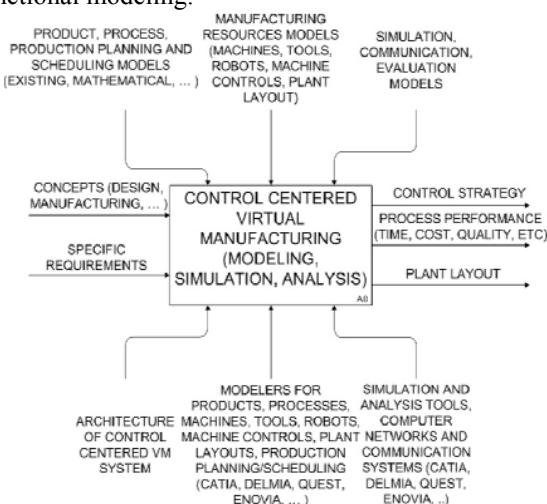 ctional modeling.
PRODUCT, PROCESS,
PRODUCTION PLANNING AND
SCHEDULING MODELS
(EXISTING, MATHEMATICAL, ... )
MANUFACTURING
RESOURCES MODELS
(MACHINES, TOOLS,
ROBOTS, MACHINE
CONTROLS, PLANT
LAYOUT)
SIMULATION,
COMMUNICATION,
EVALUATION
MODELS
CONCEPTS (DESIGN,
MANUFACTURING, ... )
SPECIFIC
REQUIREMENTS
CONTROL CENTERED
VIRTUAL
MANUFACTURING
(MODELING,
SIMULATION, ANALYSIS)
A0
CONTROL STRATEGY
PROCESS PERFORMANCE
(TIME, COST, QUALITY, ETC)
PLANT LAYOUT
ARCHITECTURE
OF CONTROL
CENTERED VM
SYSTEM
MODELERS FOR
PRODUCTS, PROCESSES,
MACHINES, TOOLS, ROBOTS,
MACHINE CONTROLS, PLANT
LAYOUTS, PRODUCTION
PLANNING/SCHEDULING
(CATIA, DELMIA, QUEST,
ENOVIA, ... )
SIMULATION AND
ANALYSIS TOOLS,
COMPUTER
NETWORKS AND
COMMUNICATION
SYSTEMS (CATIA,
DELMIA, QUEST,
ENOVIA, ..)